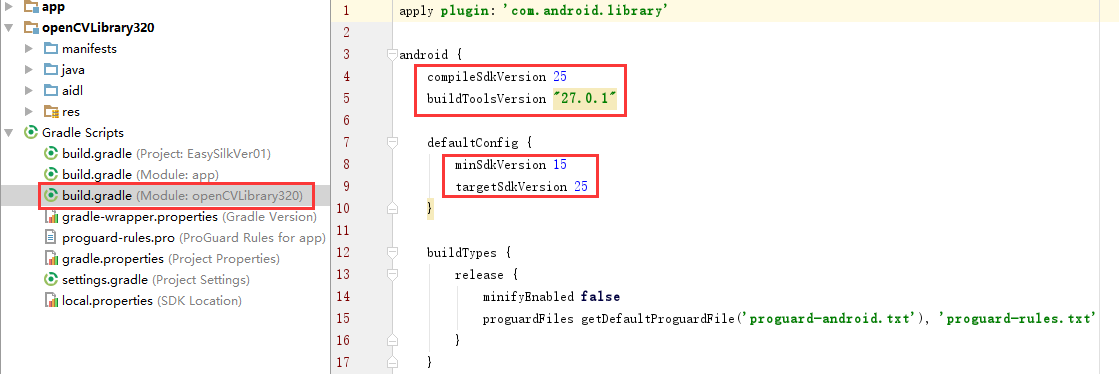 app
openCVLibrary320
manifests
java
aidl
res
Gradle Scripts
build.gradle (Project: EasySilkVer01)
build.gradle (Module: app)
build.gradle (Module: openCVLibrary320)
gradle-wrapper.properties (Gradle Version)
proguard-rules.pro (ProGuard Rules for app)
gradle.properties (Project Properties)
settings.gradle (Project Settings)
local.properties (SDK Location)
1 apply plugin: 'com.android.library'
2
3 android {
4 compileSdkVersion 25
5 buildToolsVersion "27.0.1"
6
7 defaultConfig {
8 minSdkVersion 15
9 targetSdkVersion 25
10 }
11
12 buildTypes {
13 release {
14 minifyEnabled false
15 proguardFiles getDefaultProguardFile('proguard-android.txt'), 'proguard-rules.txt'
16 }
17 }